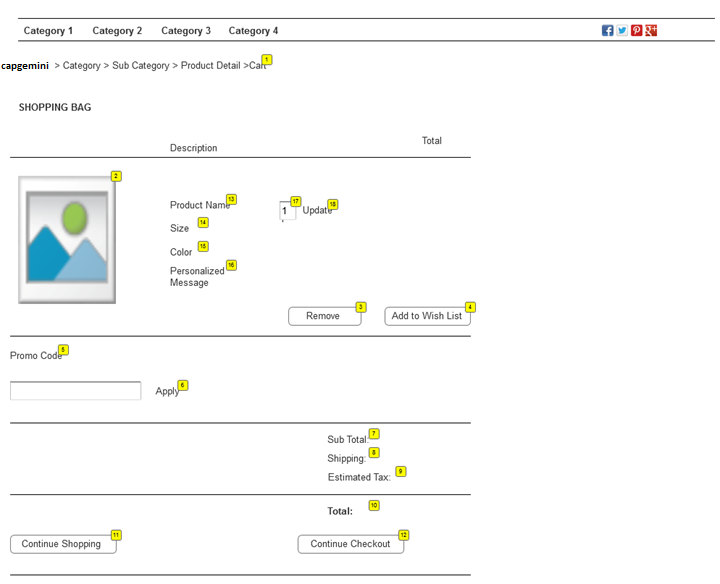 Category 1 Category 2 Category 3 Category 4
capgemini > Category > Sub Category > Product Detail >Cart 1
SHOPPING BAG
Total
Description
2
Product Name 13
1 17 Update 18
Size 14
Color 15
Personalized 16
Message
Remove 3 Add to Wish List 4
Promo Code 5
Apply 6
Sub Total: 7
Shipping: 8
Estimated Tax: 9
Total: 10
Continue Shopping 11 Continue Checkout 12